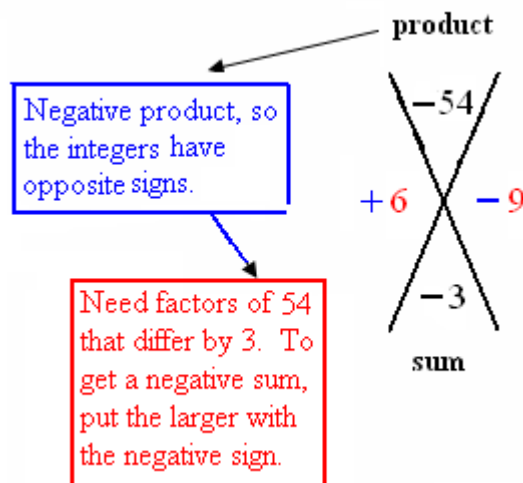 product
Negative product, so
the integers have
opposite signs.
-54
+6 -9
-3
sum
Need factors of 54
that differ by 3. To
get a negative sum,
put the larger with
the negative sign.